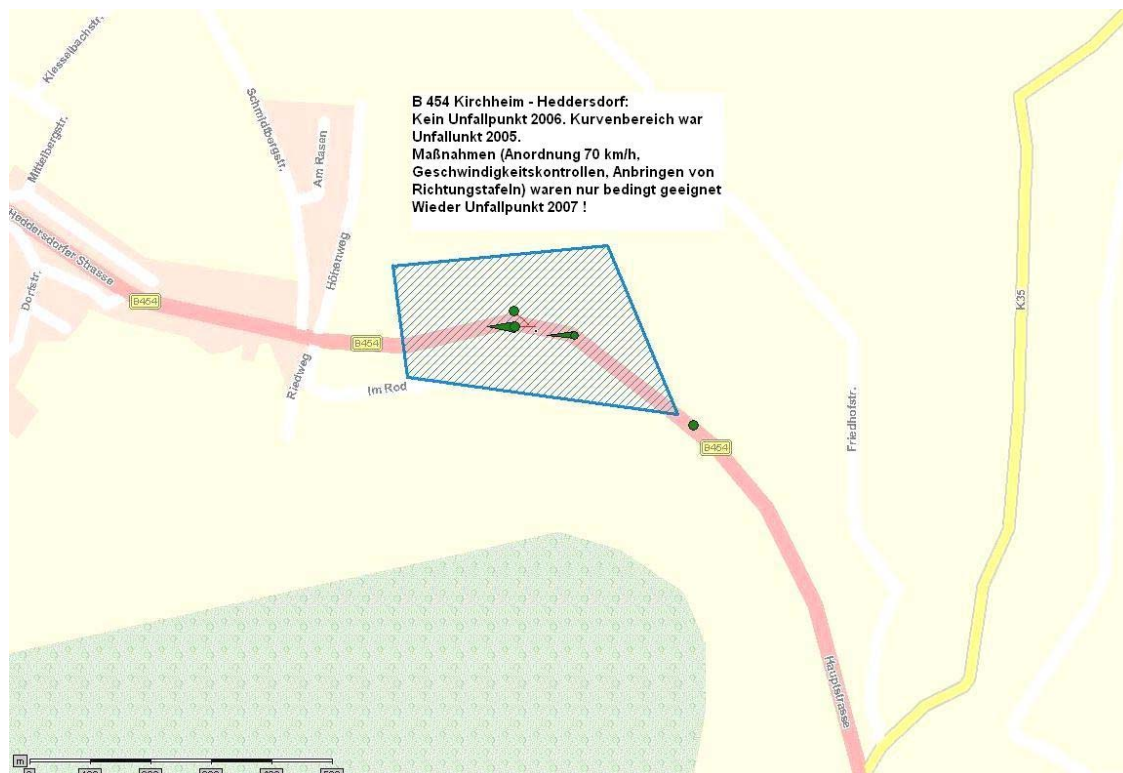 B 454 Kirchheim - Heddersdorf:
Kein Unfallpunkt 2006. Kurvenbereich war
Unfallunkt 2005.
Maßnahmen (Anordnung 70 km/h,
Geschwindigkeitskontrollen, Anbringen von
Richtungstafeln) waren nur bedingt geeignet
Wieder Unfallpunkt 2007 !
Kiesselbachstr.
Mittelbergstr.
Schmidtbergstr.
Am Rasen
Höhenweg
Heddersdorfer Strasse
Dorfstr.
B454
B454
Riedweg
Im Rod
B454
Friedhofstr.
K35
Hauptstrasse
m